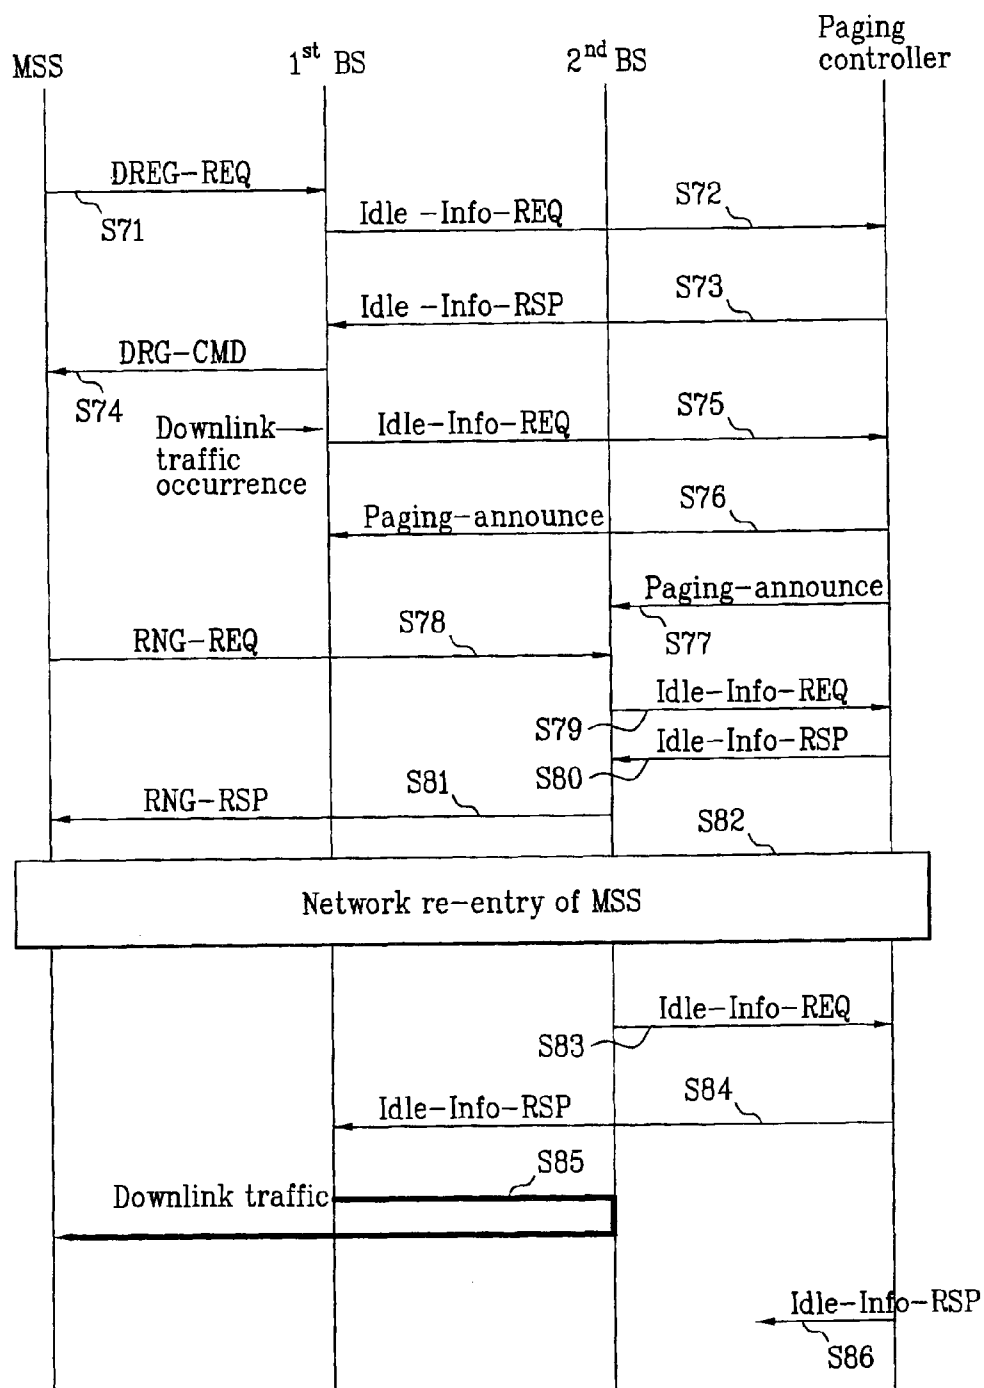 MSS
1st BS
2nd BS
Paging
controller
DREG-REQ
S71
Idle -Info-REQ
S72
Idle -Info-RSP
S73
DRG-CMD
S74
Downlink
traffic
occurrence
Idle-Info-REQ
S75
Paging-announce
S76
Paging-announce
S77
RNG-REQ
S78
Idle-Info-REQ
S79
Idle-Info-RSP
S80
RNG-RSP
S81
S82
Network re-entry of MSS
Idle-Info-REQ
S83
Idle-Info-RSP
S84
Downlink traffic
S85
Idle-Info-RSP
S86